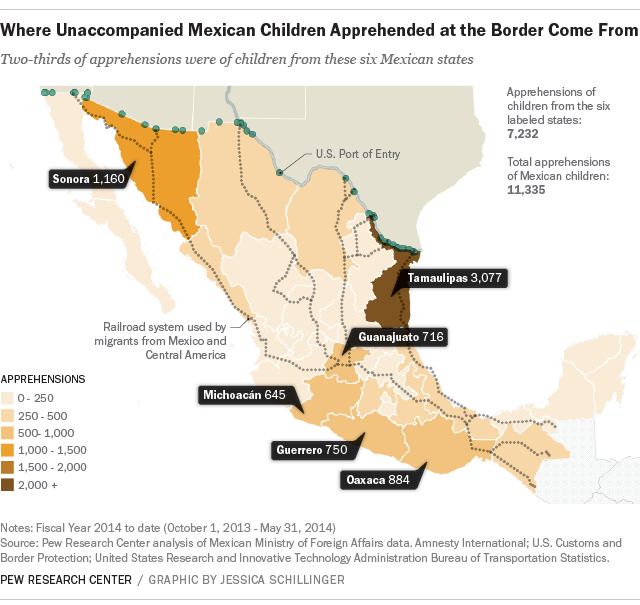 Where Unaccompanied Mexican Children Apprehended at the Border Come From
Two-thirds of apprehensions were of children from these six Mexican states
Apprehensions of
children from the six
labeled states:
7,232
Total apprehensions
of Mexican children:
11,335
U.S. Port of Entry
Sonora 1,160
Tamaulipas 3,077
Railroad system used by
migrants from Mexico and
Central America
Guanajuato 716
Michoacán 645
Guerrero 750
Oaxaca 884
APPREHENSIONS
0 - 250
250 - 500
500- 1,000
1,000 - 1,500
1,500 - 2,000
2,000 +
Notes: Fiscal Year 2014 to date (October 1, 2013 - May 31, 2014)
Source: Pew Research Center analysis of Mexican Ministry of Foreign Affairs data. Amnesty International; U.S. Customs and
Border Protection; United States Research and Innovative Technology Administration Bureau of Transportation Statistics.
PEW RESEARCH CENTER / GRAPHIC BY JESSICA SCHILLINGER